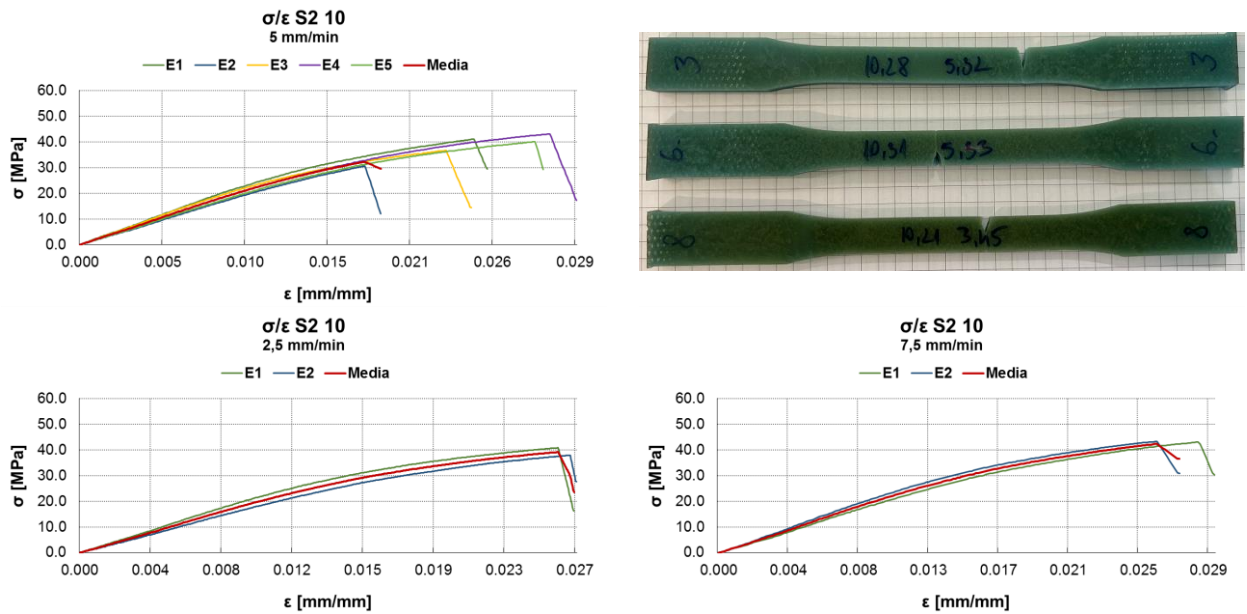 σ/ε S2 10
5 mm/min
E1 E2 E3 E4 E5 Media
60.0
50.0
40.0
30.0
20.0
10.0
0.0
σ [MPa]
0.000 0.005 0.010 0.015 0.021 0.026 0.029
ε [mm/mm]
3 10,28 5,32 3
6 10,31 5,33 6
8 10,21 3,45 8
σ/ε S2 10
2,5 mm/min
E1 E2 Media
60.0
50.0
40.0
30.0
20.0
10.0
0.0
σ [MPa]
0.000 0.004 0.008 0.012 0.015 0.019 0.023 0.027
ε [mm/mm]
σ/ε S2 10
7,5 mm/min
E1 E2 Media
60.0
50.0
40.0
30.0
20.0
10.0
0.0
σ [MPa]
0.000 0.004 0.008 0.013 0.017 0.021 0.025 0.029
ε [mm/mm]